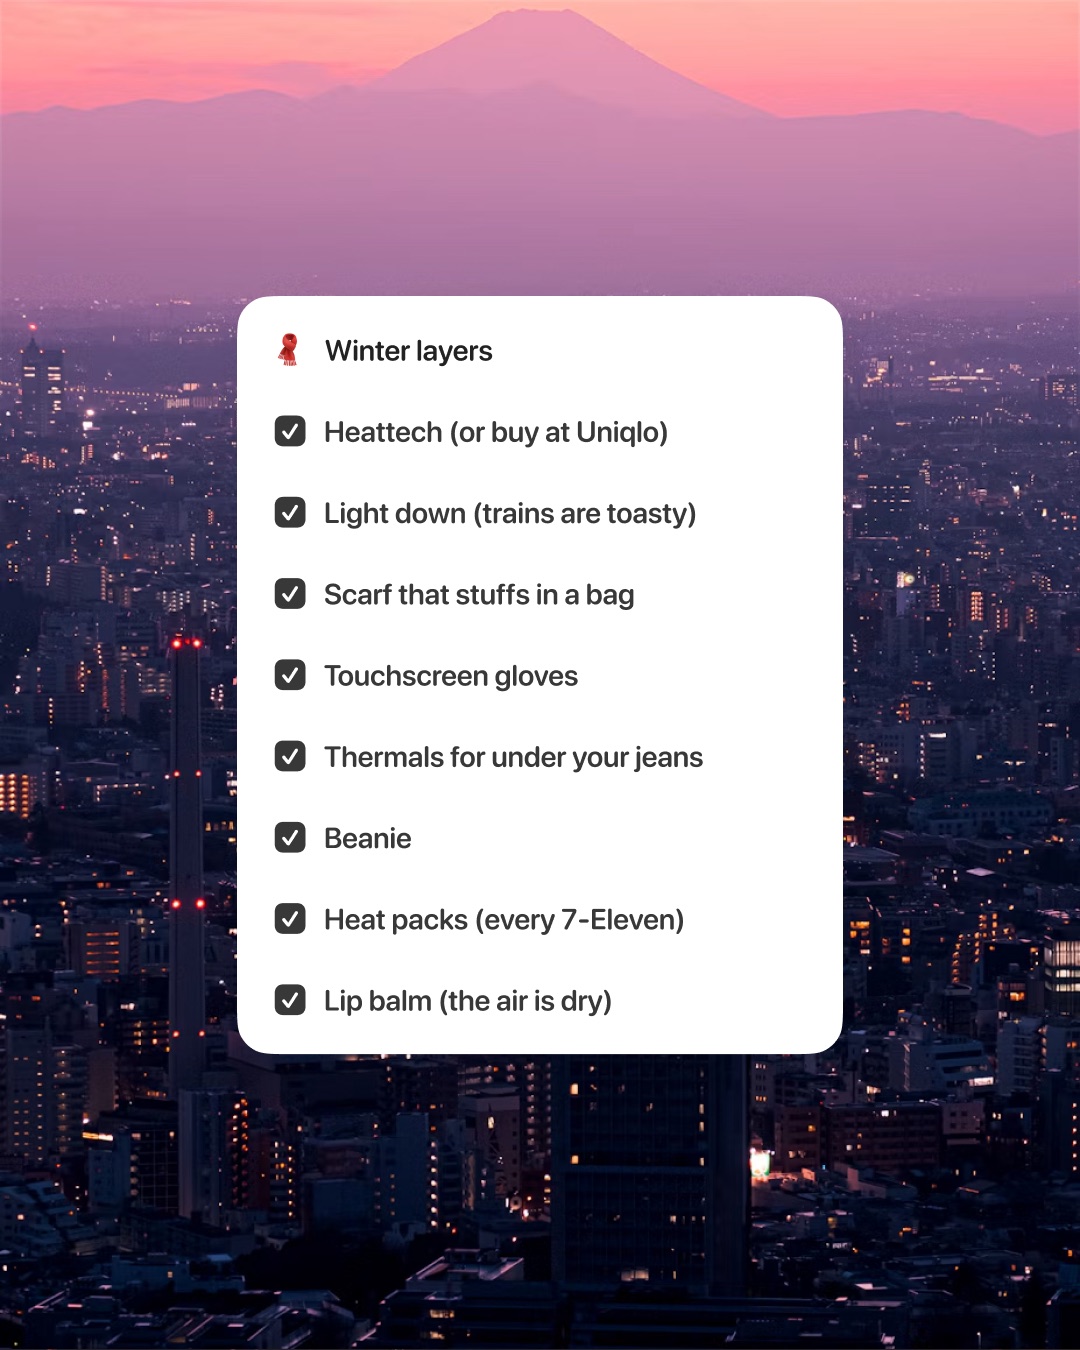 Winter layers
Heattech (or buy at Uniqlo)
Light down (trains are toasty)
Scarf that stuffs in a bag
Touchscreen gloves
Thermals for under your jeans
Beanie
Heat packs (every 7-Eleven)
Lip balm (the air is dry)